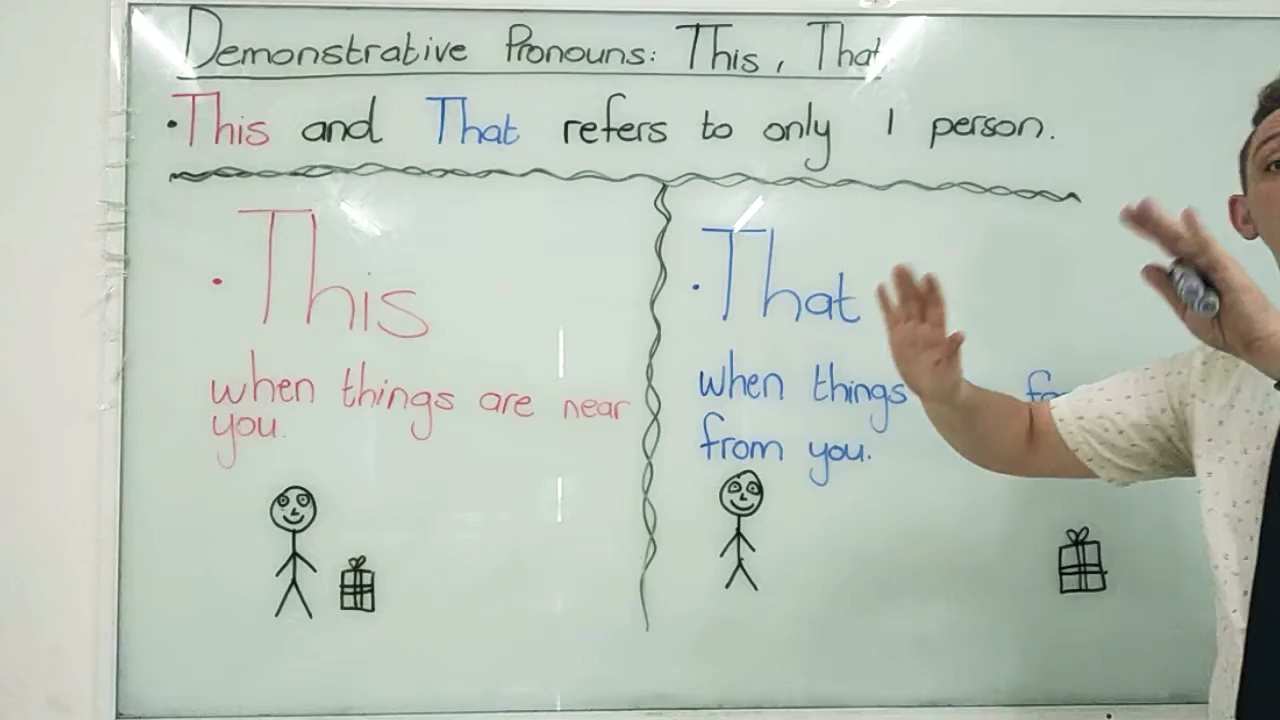 Demonstrative Pronouns: This, That
• This and That refers to only 1 person.
• This
when things are near
you.
• That
when things
from you.